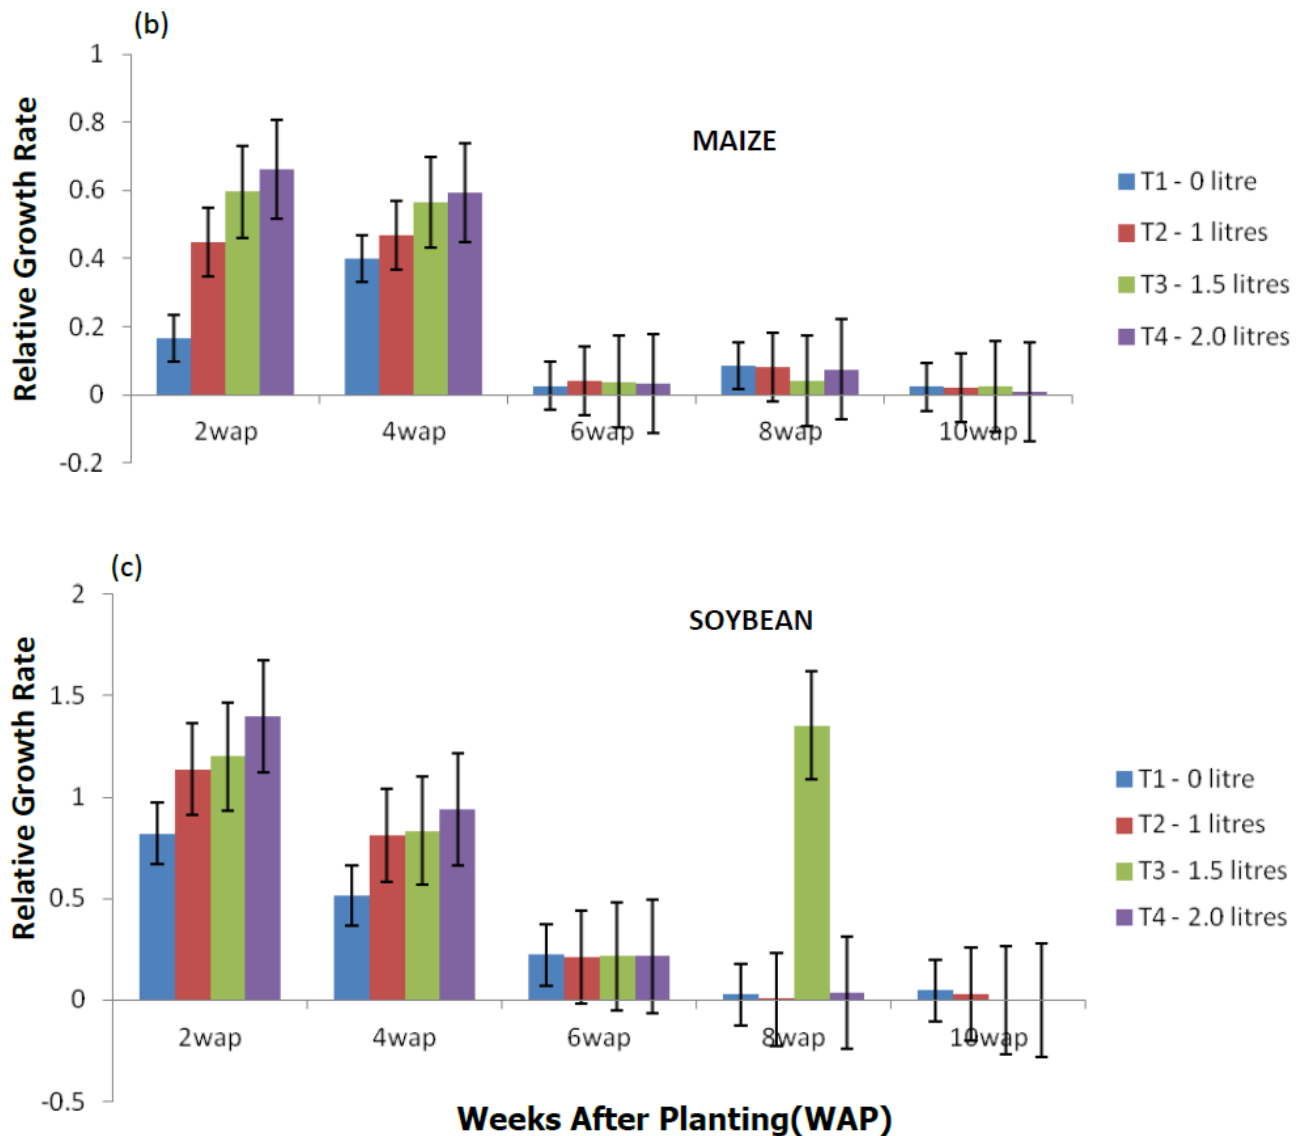 (b)
1
0.8
0.6
0.4
0.2
0
-0.2
Relative Growth Rate
MAIZE
T1 - 0 litre
T2 - 1 litres
T3 - 1.5 litres
T4 - 2.0 litres
2wap 4wap 6wap 8wap 10wap
(c)
2
1.5
1
0.5
0
-0.5
Relative Growth Rate
SOYBEAN
T1 - 0 litre
T2 - 1 litres
T3 - 1.5 litres
T4 - 2.0 litres
2wap 4wap 6wap 8wap 10wap
Weeks After Planting(WAP)